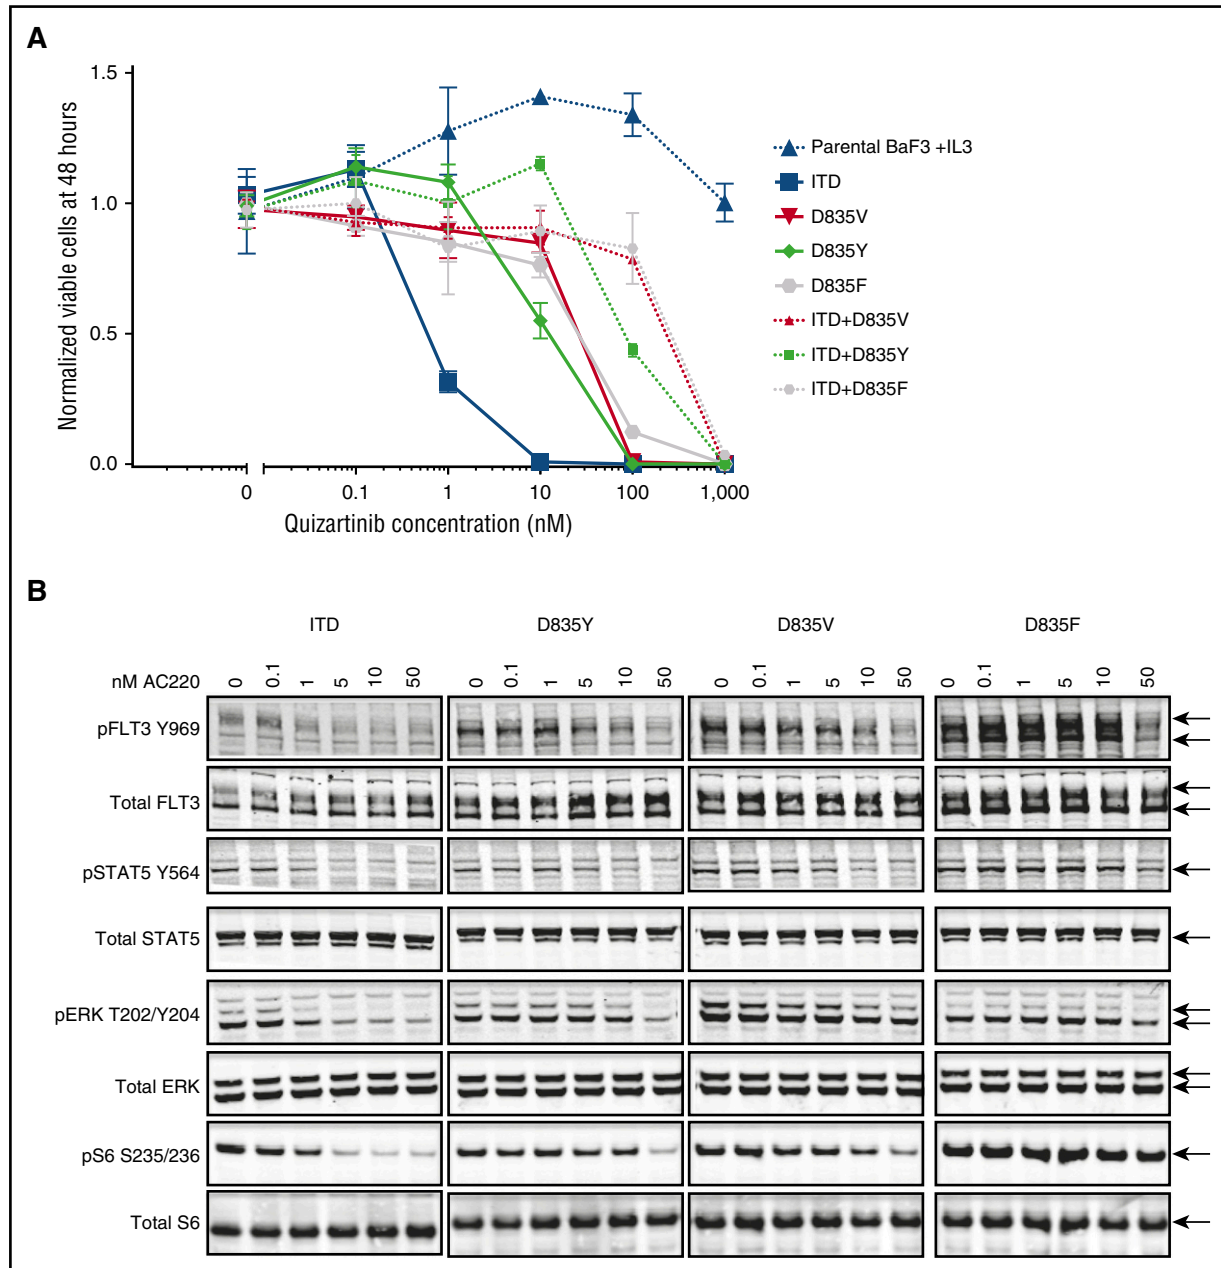 A
1.5
1.0
0.5
0.0
Normalized viable cells at 48 hours
0 0.1 1 10 100 1,000
Quizartinib concentration (nM)
Parental BaF3 +IL3
ITD
D835V
D835Y
D835F
ITD+D835V
ITD+D835Y
ITD+D835F
B
ITD D835Y D835V D835F
nM AC220 0 0.1 1 5 10 50 0 0.1 1 5 10 50 0 0.1 1 5 10 50 0 0.1 1 5 10 50
pFLT3 Y969
Total FLT3
pSTAT5 Y564
Total STAT5
pERK T202/Y204
Total ERK
pS6 S235/236
Total S6